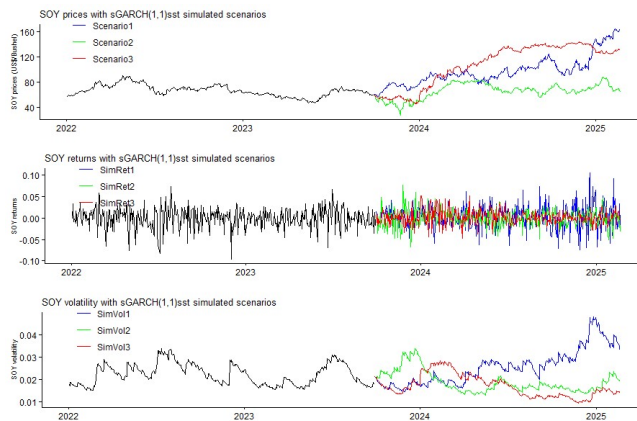 SOY prices with sGARCH(1,1)sst simulated scenarios
Scenario1
Scenario2
Scenario3
SOY prices (US$/Bushel)
160
120
80
40
2022
2023
2024
2025
SOY returns with sGARCH(1,1)sst simulated scenarios
SimRet1
SimRet2
SimRet3
SOY returns
0.10
0.05
0.00
-0.05
-0.10
2022
2023
2024
2025
SOY volatility with sGARCH(1,1)sst simulated scenarios
SimVol1
SimVol2
SimVol3
SOY volatility
0.04
0.03
0.02
0.01
2022
2023
2024
2025